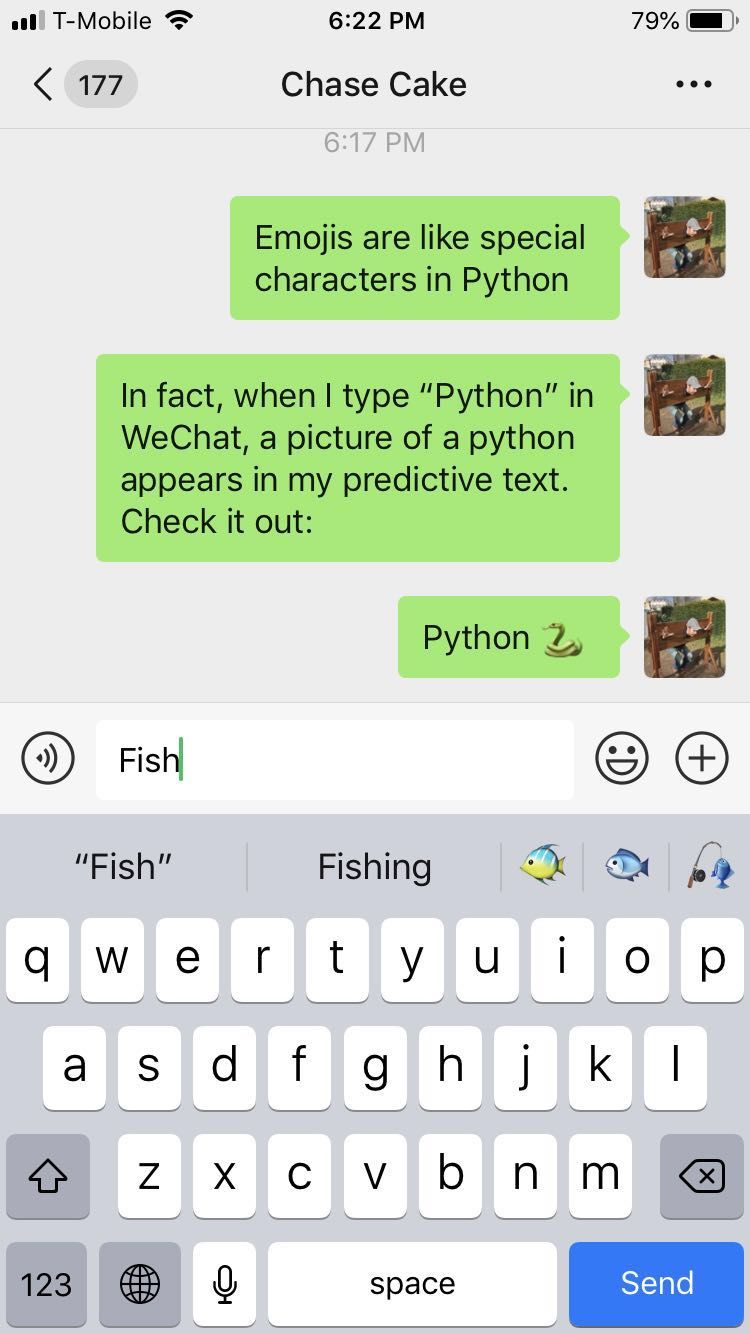 T-Mobile 6:22 PM 79%
177 Chase Cake
6:17 PM
Emojis are like special
characters in Python
In fact, when I type “Python” in
WeChat, a picture of a python
appears in my predictive text.
Check it out:
Python 🐍
Fish
“Fish” Fishing 🐠 🐟 🎣
q w e r t y u i o p
a s d f g h j k l
z x c v b n m
123 space Send